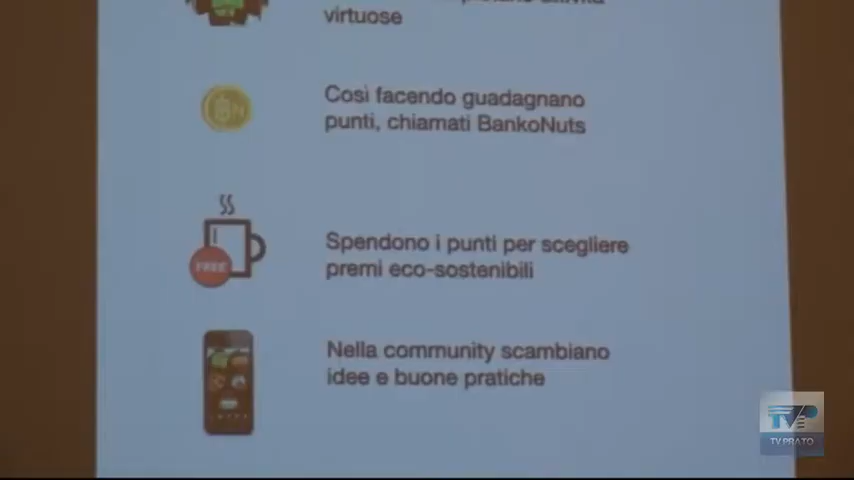 virtuose
Così facendo guadagnano
punti, chiamati BankoNuts
Spendono i punti per scegliere
premi eco-sostenibili
FREE
Nella community scambiano
idee e buone pratiche
TVP
TV PRATO